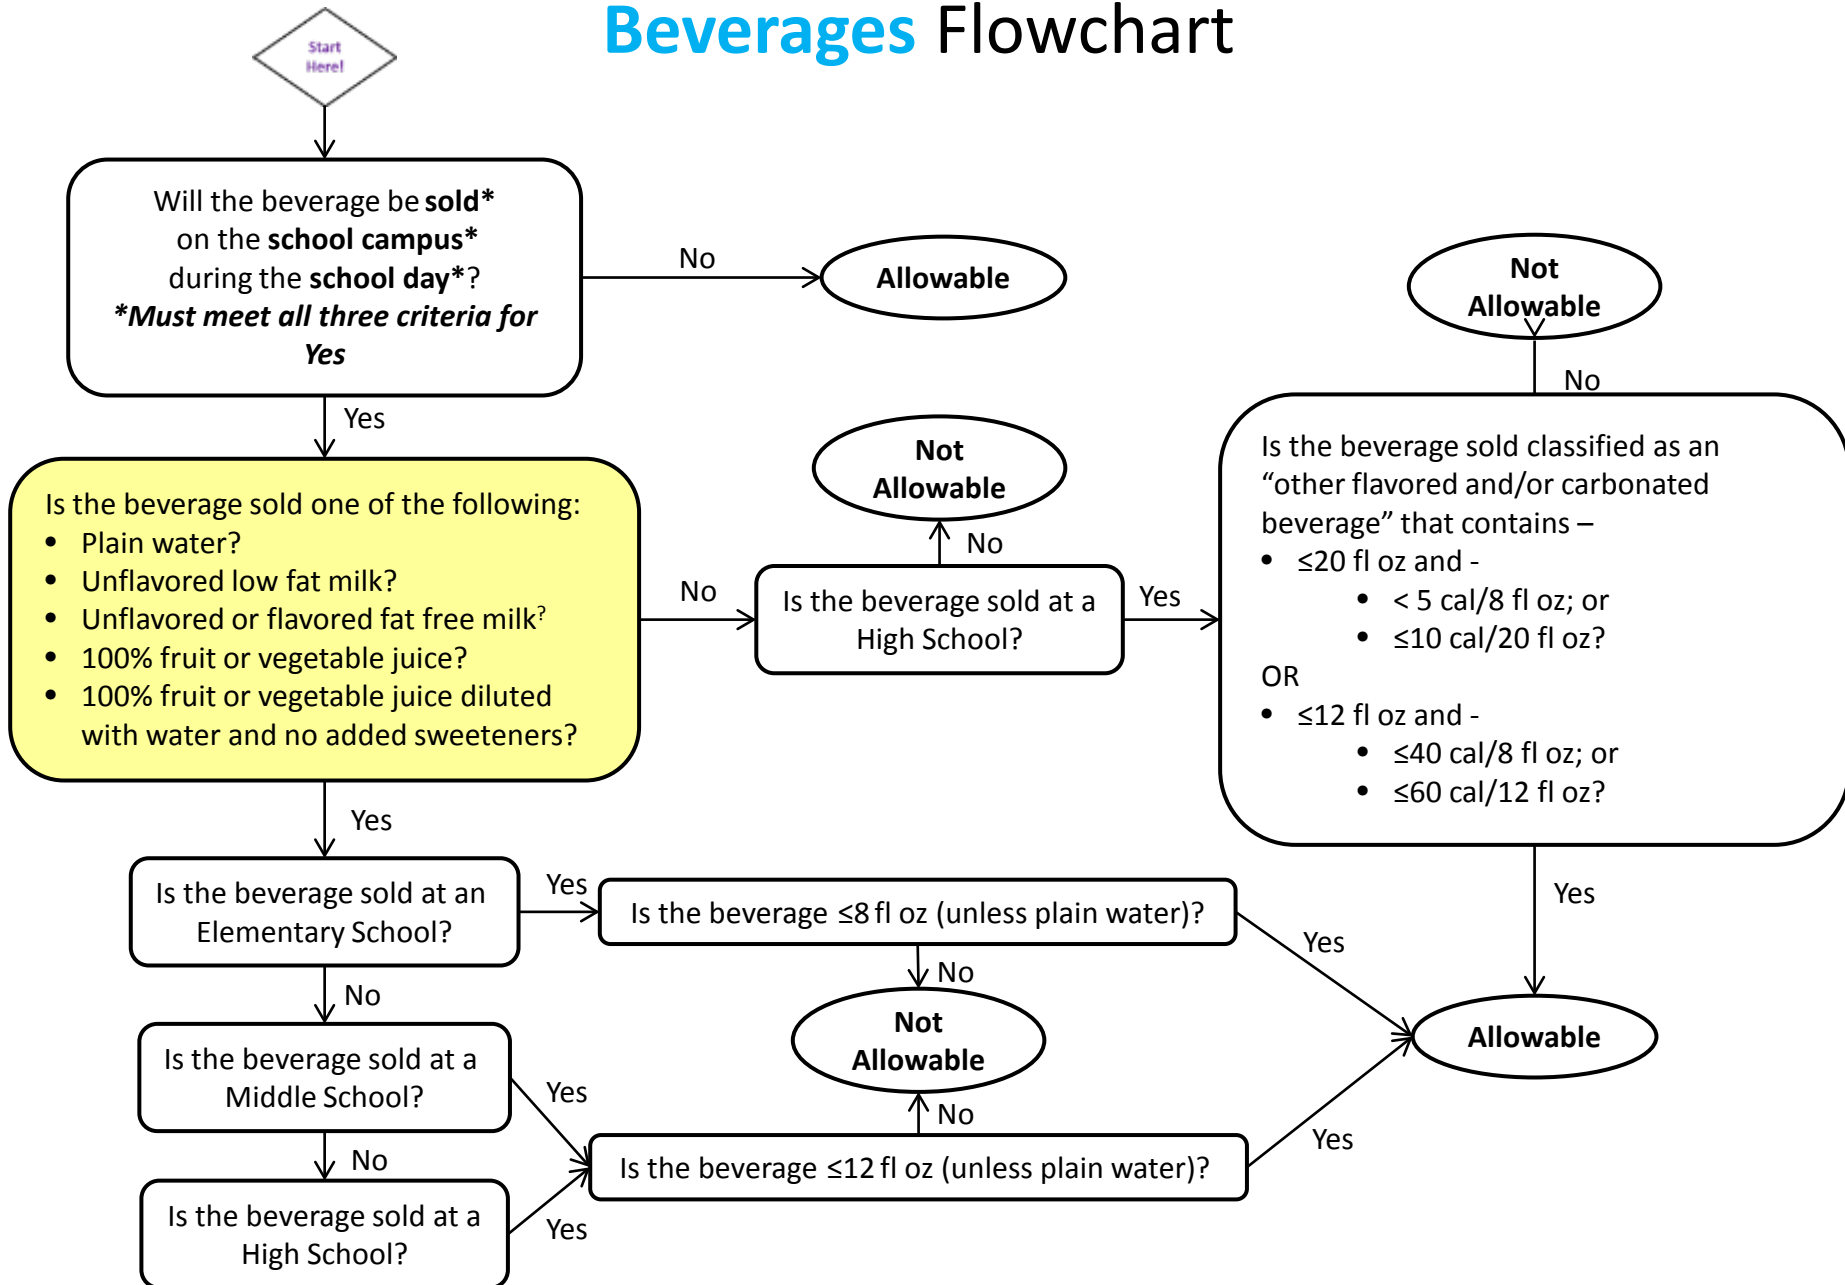 Beverages Flowchart
Start
Here!
Will the beverage be sold*
on the school campus*
during the school day*?
*Must meet all three criteria for
Yes
No
Allowable
Not
Allowable
No
Yes
Is the beverage sold one of the following:
• Plain water?
• Unflavored low fat milk?
• Unflavored or flavored fat free milk?
• 100% fruit or vegetable juice?
• 100% fruit or vegetable juice diluted
with water and no added sweeteners?
No
Not
Allowable
No
Is the beverage sold at a
High School?
Yes
Is the beverage sold classified as an
“other flavored and/or carbonated
beverage” that contains –
• ≤20 fl oz and -
• < 5 cal/8 fl oz; or
• ≤10 cal/20 fl oz?
OR
• ≤12 fl oz and -
• ≤40 cal/8 fl oz; or
• ≤60 cal/12 fl oz?
Yes
Yes
Is the beverage sold at an
Elementary School?
Yes
Is the beverage ≤8 fl oz (unless plain water)?
Yes
No
No
Not
Allowable
Allowable
Is the beverage sold at a
Middle School?
Yes
No
No
Is the beverage ≤12 fl oz (unless plain water)?
Yes
Is the beverage sold at a
High School?
Yes